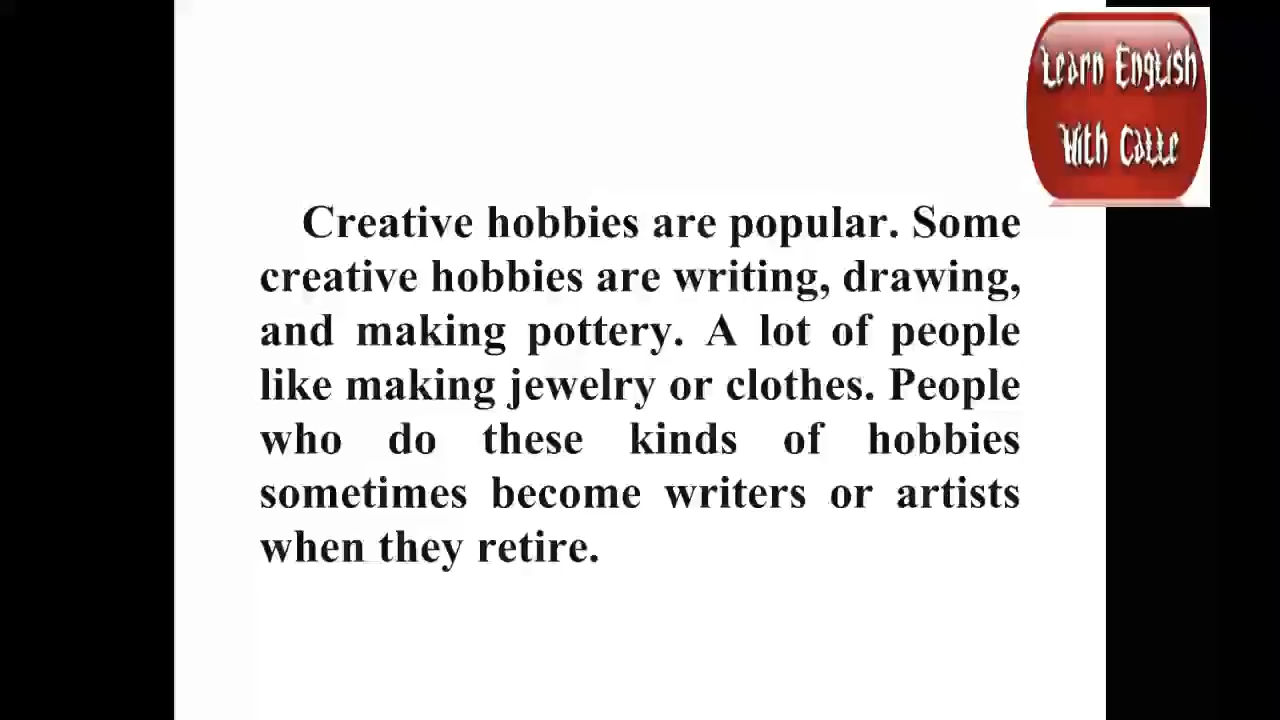 Learn English
With Catte
Creative hobbies are popular. Some
creative hobbies are writing, drawing,
and making pottery. A lot of people
like making jewelry or clothes. People
who do these kinds of hobbies
sometimes become writers or artists
when they retire.